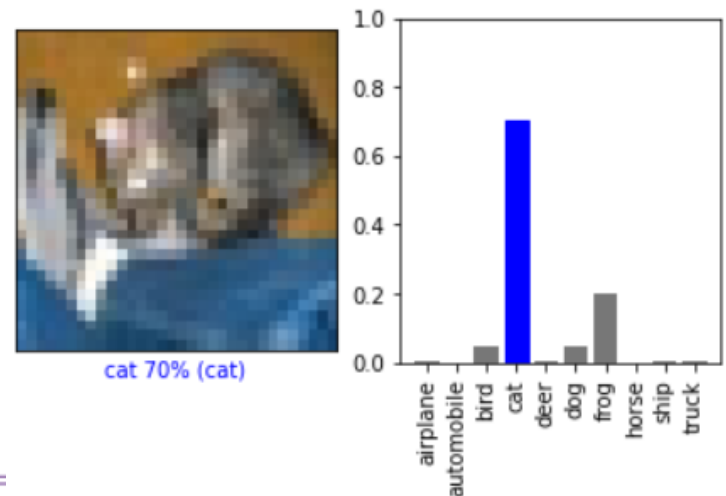 1.0
0.8
0.6
0.4
0.2
0.0
airplane
automobile
bird
cat
deer
dog
frog
horse
ship
truck
cat 70% (cat)